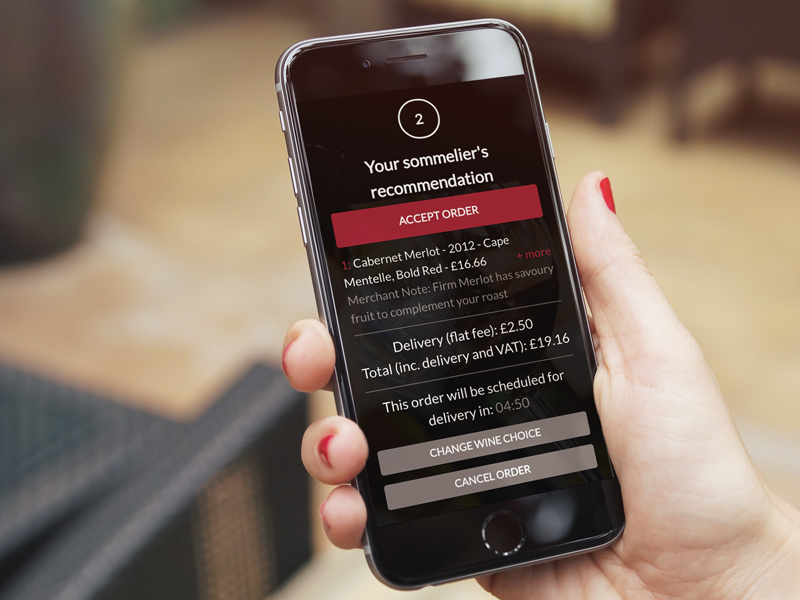 2
Your sommelier's
recommendation
ACCEPT ORDER
1: Cabernet Merlot - 2012 - Cape
Mentelle, Bold Red - £16.66 + more
Merchant Note: Firm Merlot has savoury
fruit to complement your roast
Delivery (flat fee): £2.50
Total (inc. delivery and VAT): £19.16
This order will be scheduled for
delivery in: 04:50
CHANGE WINE CHOICE
CANCEL ORDER